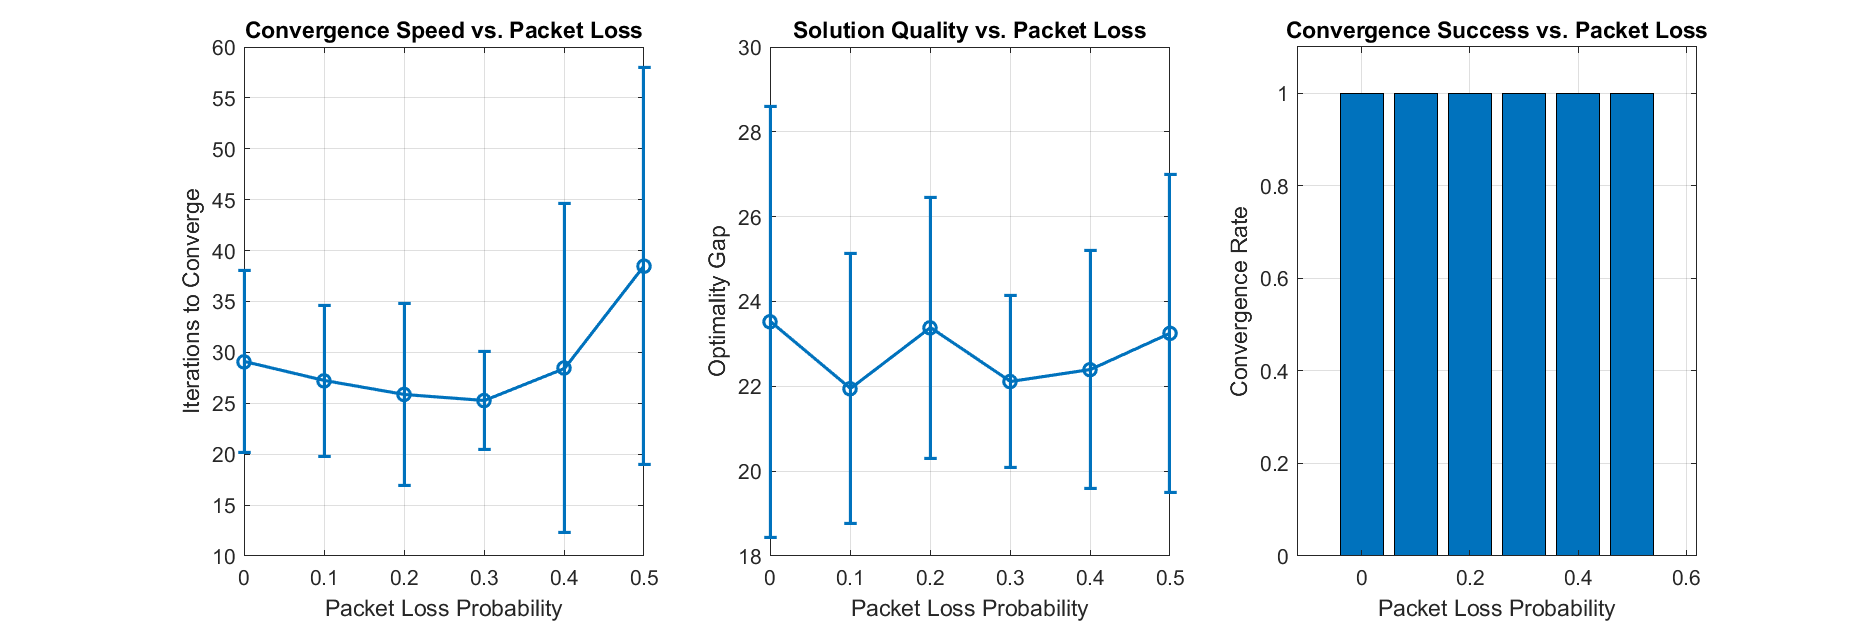 Convergence Speed vs. Packet Loss
60
55
50
45
40
35
30
25
20
15
10
Iterations to Converge
0 0.1 0.2 0.3 0.4 0.5
Packet Loss Probability
Solution Quality vs. Packet Loss
30
28
26
24
22
20
18
Optimality Gap
0 0.1 0.2 0.3 0.4 0.5
Packet Loss Probability
Convergence Success vs. Packet Loss
1
0.8
0.6
0.4
0.2
0
Convergence Rate
0 0.2 0.4 0.6
Packet Loss Probability